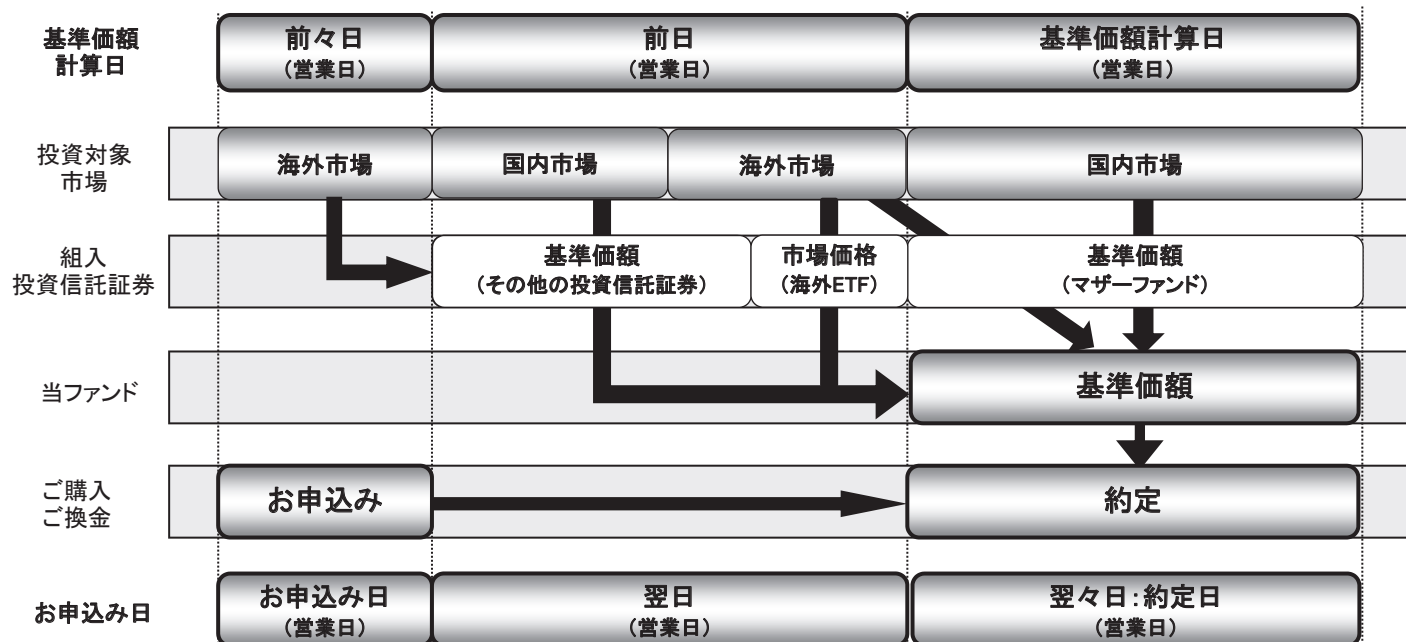 基準価額
計算日
前々日
（営業日）
前日
（営業日）
基準価額計算日
（営業日）
投資対象
市場
海外市場
国内市場
海外市場
国内市場
組入
投資信託証券
基準価額
（その他の投資信託証券）
市場価格
（海外ETF）
基準価額
（マザーファンド）
当ファンド
基準価額
ご購入
ご換金
お申込み
約定
お申込み日
お申込み日
（営業日）
翌日
（営業日）
翌々日：約定日
（営業日）